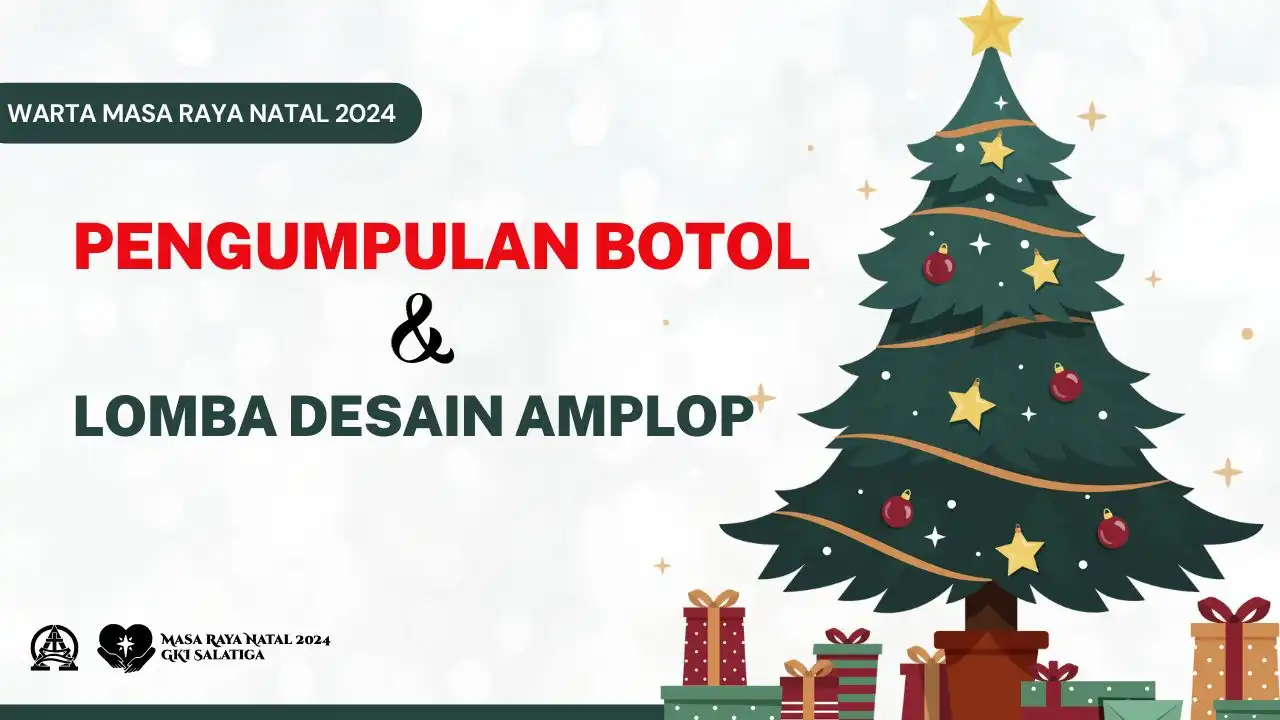 WARTA MASA RAYA NATAL 2024
PENGUMPULAN BOTOL
&
LOMBA DESAIN AMPLOP
MASA RAYA NATAL 2024
GKI SALATIGA